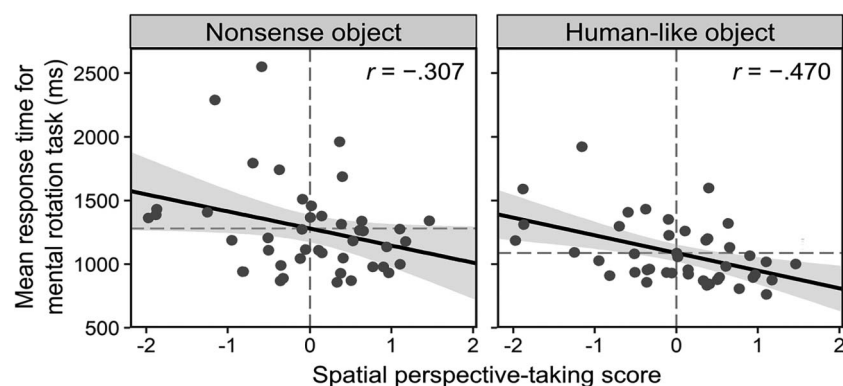 Nonsense object
Human-like object
r = −.307
r = −.470
Mean response time for
mental rotation task (ms)
2500
2000
1500
1000
500
-2 -1 0 1 2
-2 -1 0 1 2
Spatial perspective-taking score